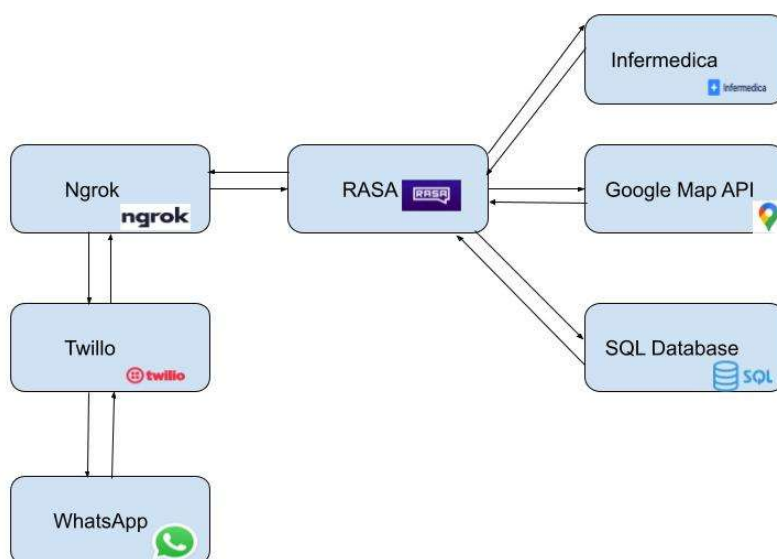 Infermedica
Infermedica
Ngrok
ngrok
RASA
RASA
Google Map API
Twillo
twilio
SQL Database
SQL
WhatsApp